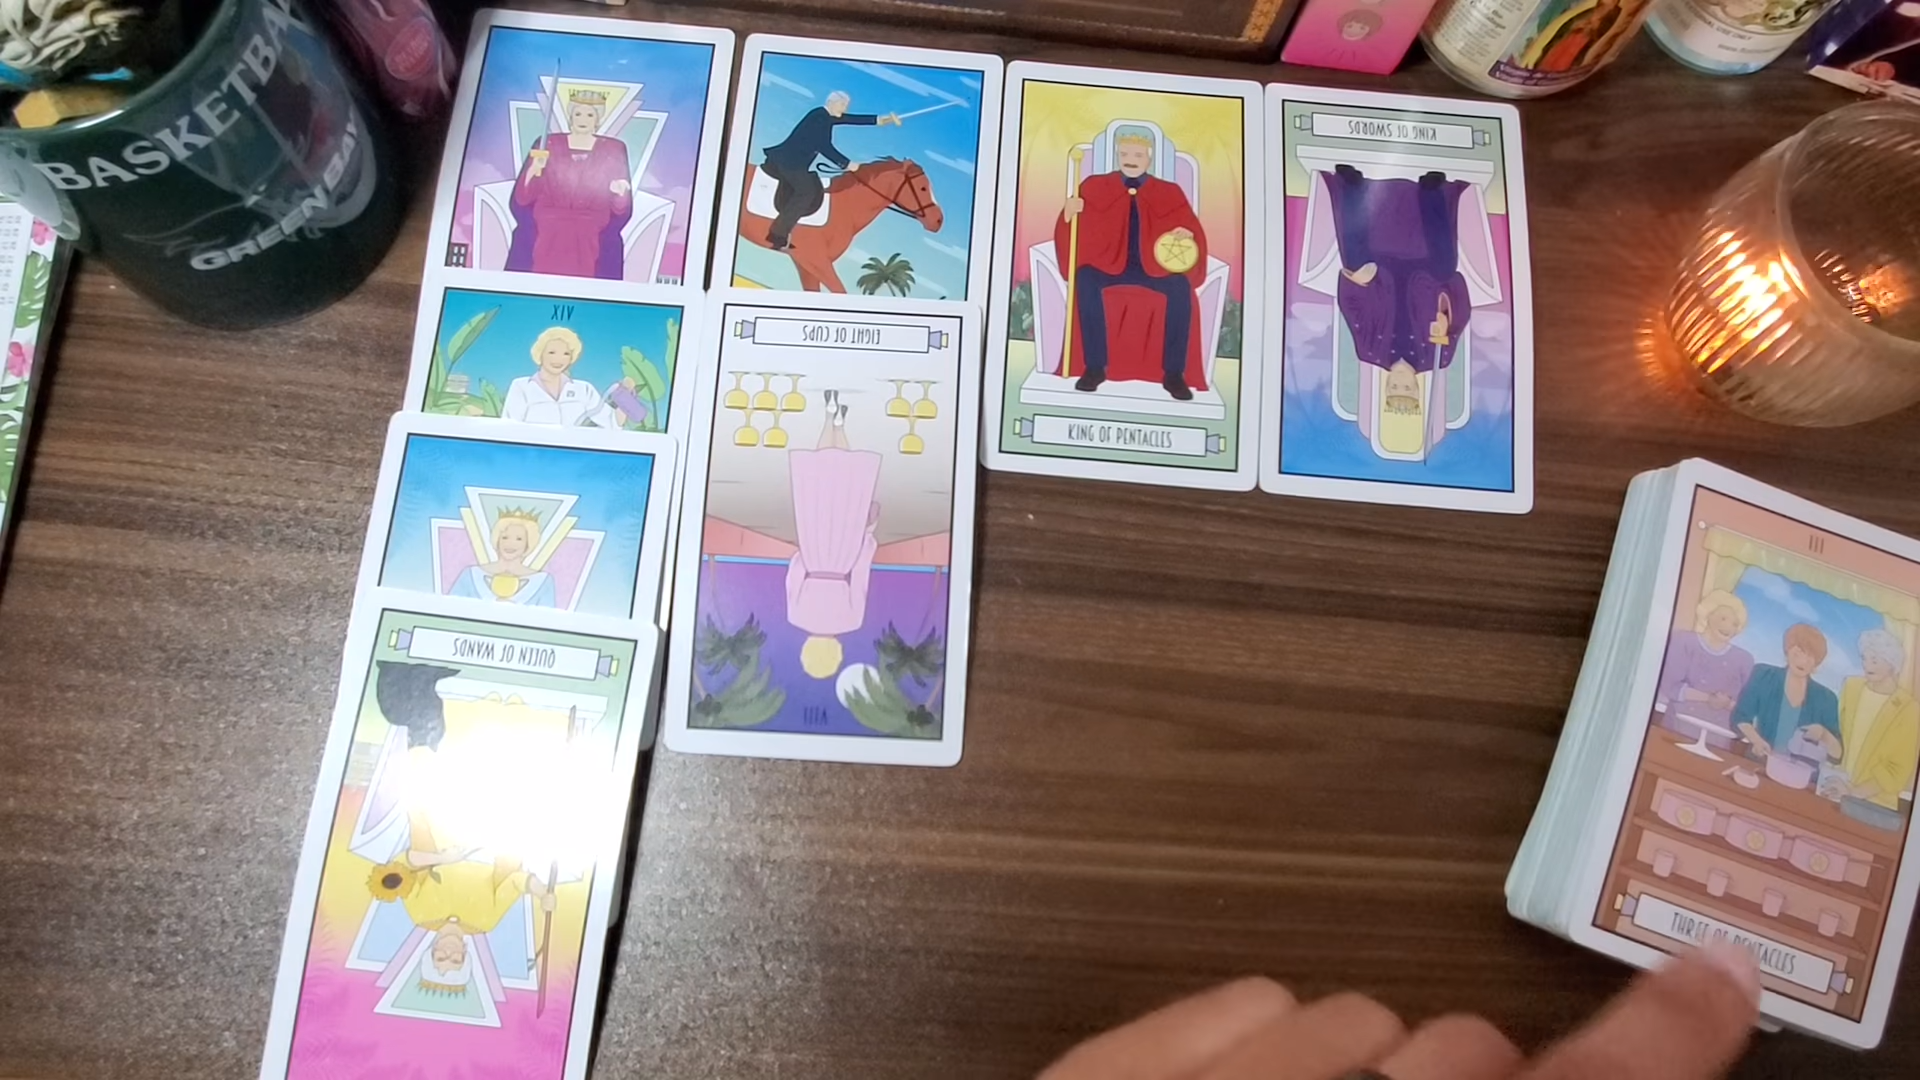 BASKETBA
GREEN BAY
KING OF SWORDS
XIV
EIGHT OF CUPS
KING OF PENTACLES
QUEEN OF WANDS
VIII
III
THREE OF PENTACLES